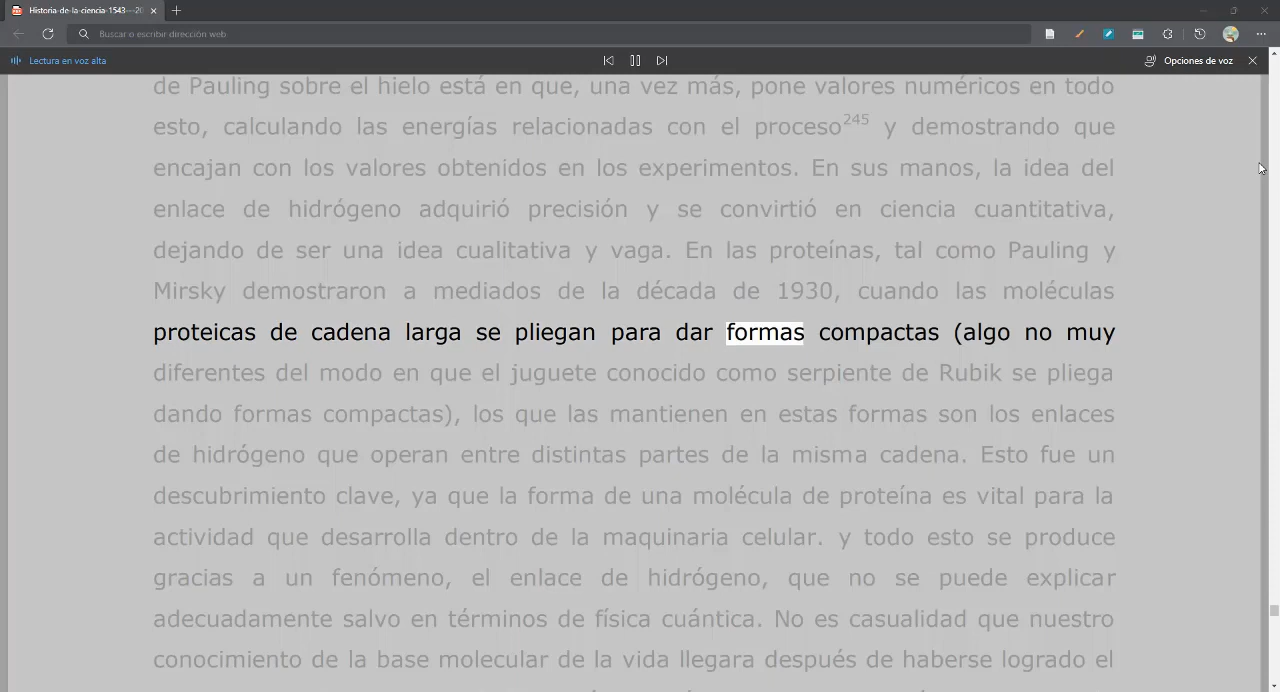 Historia-de-la-ciencia-1543---20
Buscar o escribir dirección web
Lectura en voz alta
Opciones de voz
de Pauling sobre el hielo está en que, una vez más, pone valores numéricos en todo
esto, calculando las energías relacionadas con el proceso245 y demostrando que
encajan con los valores obtenidos en los experimentos. En sus manos, la idea del
enlace de hidrógeno adquirió precisión y se convirtió en ciencia cuantitativa,
dejando de ser una idea cualitativa y vaga. En las proteínas, tal como Pauling y
Mirsky demostraron a mediados de la década de 1930, cuando las moléculas
proteicas de cadena larga se pliegan para dar formas compactas (algo no muy
diferentes del modo en que el juguete conocido como serpiente de Rubik se pliega
dando formas compactas), los que las mantienen en estas formas son los enlaces
de hidrógeno que operan entre distintas partes de la misma cadena. Esto fue un
descubrimiento clave, ya que la forma de una molécula de proteína es vital para la
actividad que desarrolla dentro de la maquinaria celular. y todo esto se produce
gracias a un fenómeno, el enlace de hidrógeno, que no se puede explicar
adecuadamente salvo en términos de física cuántica. No es casualidad que nuestro
conocimiento de la base molecular de la vida llegara después de haberse logrado el